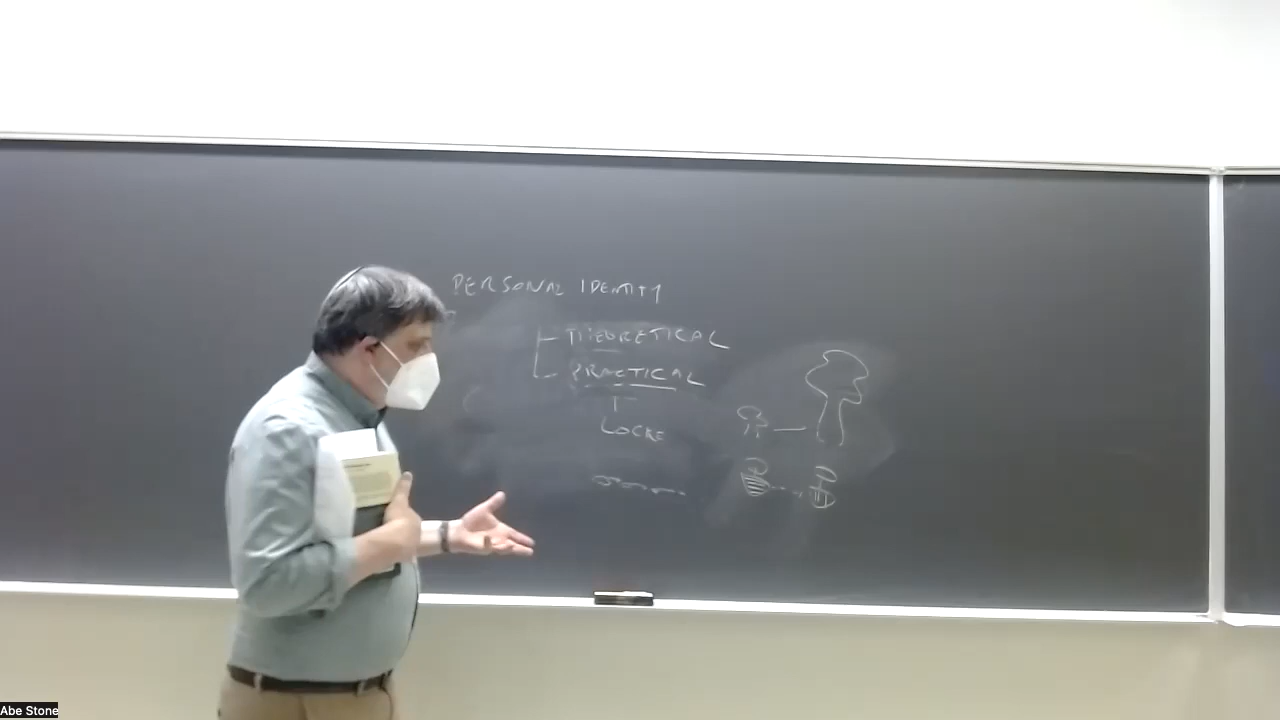 PERSONAL IDENTITY
THEORETICAL
PRACTICAL
LOCKE
Abe Stone